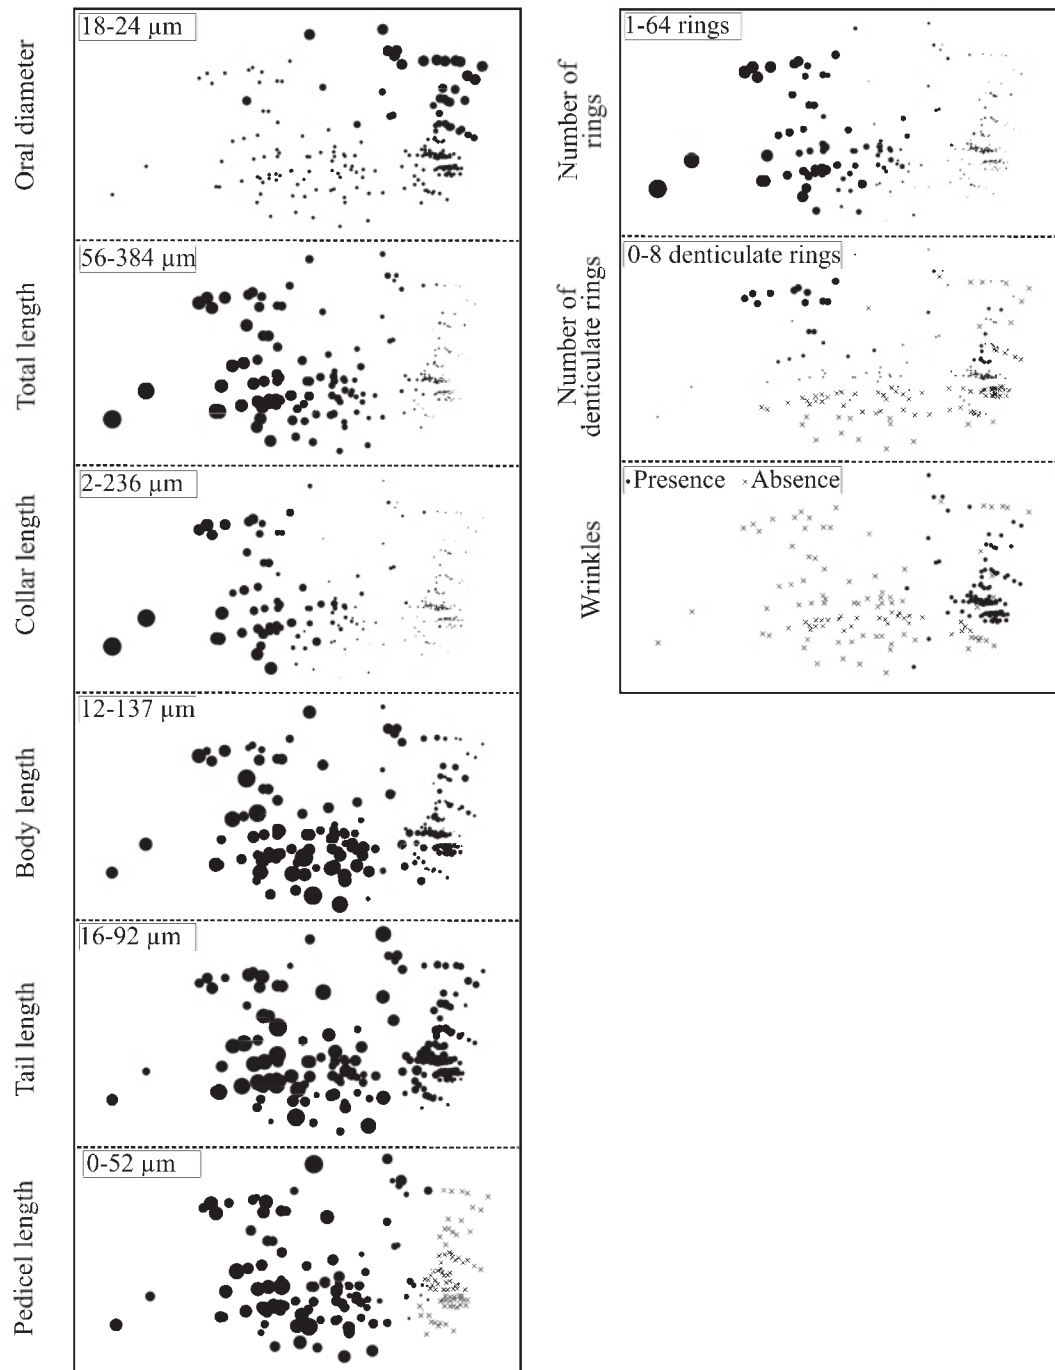 Oral diameter
18-24 µm
Total length
56-384 µm
Collar length
2-236 µm
Body length
12-137 µm
Tail length
16-92 µm
Pedicel length
0-52 µm
Number of
rings
1-64 rings
Number of
denticulate rings
0-8 denticulate rings
Wrinkles
Presence × Absence